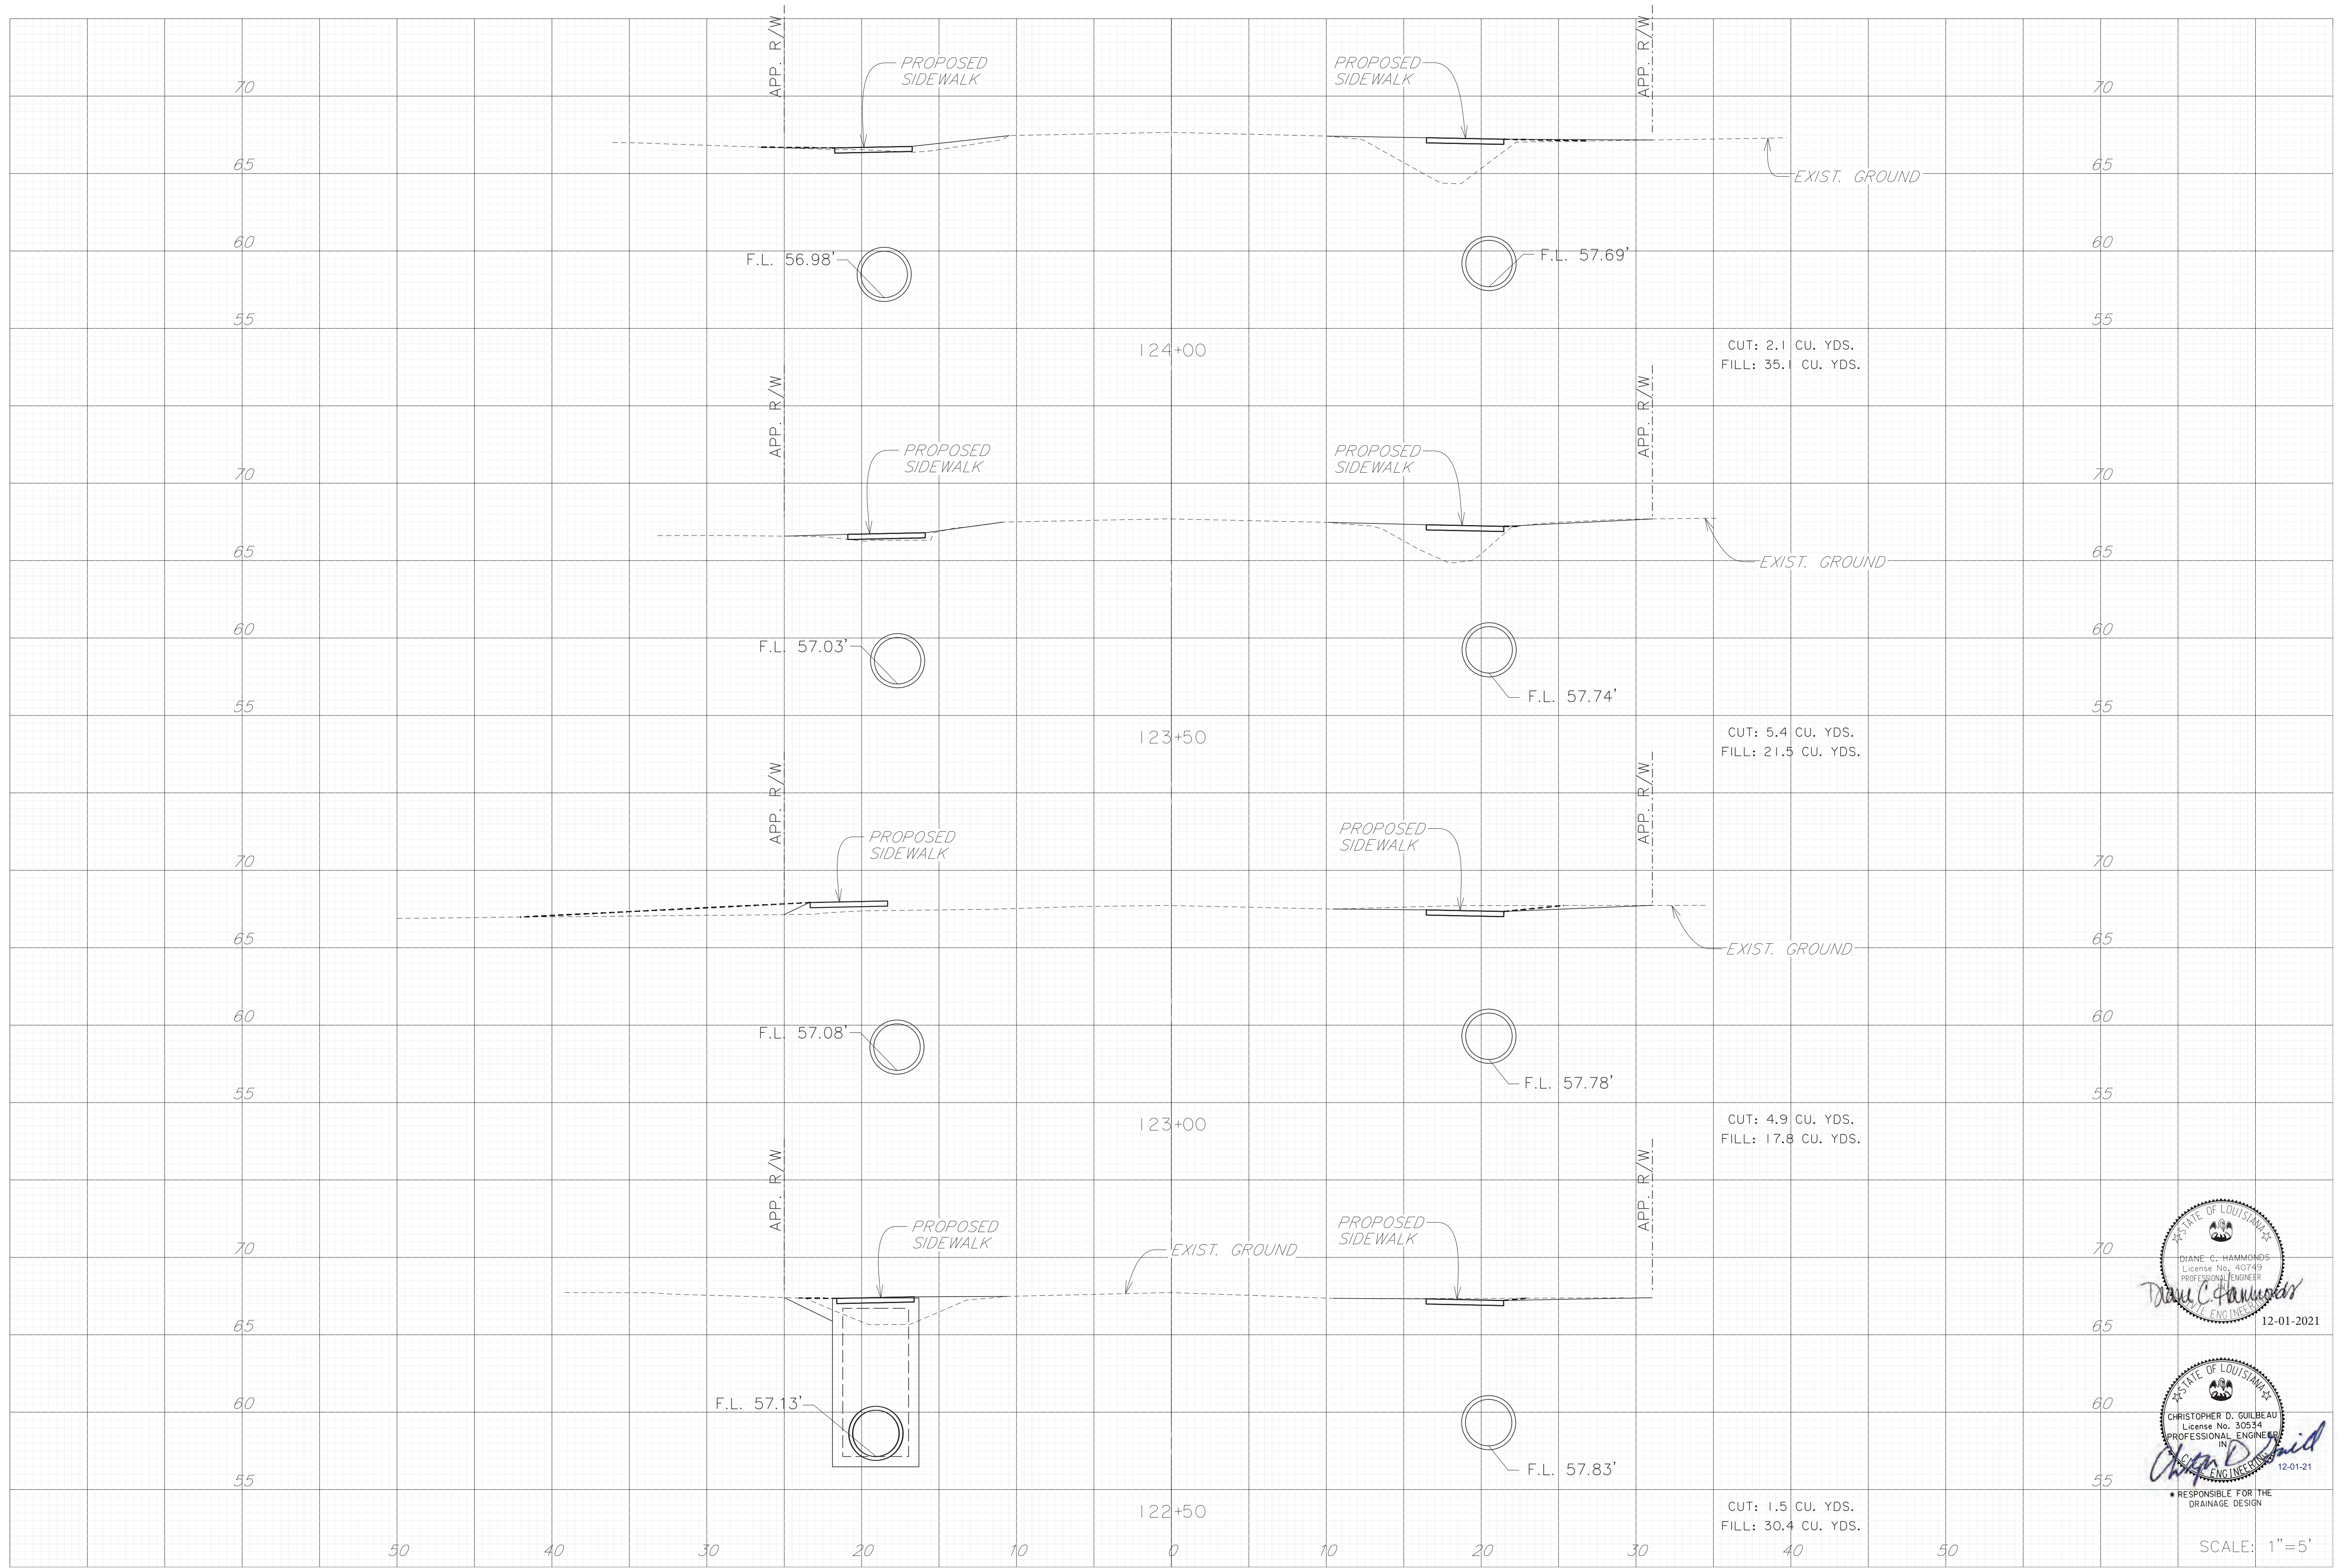 APP. R/W
APP. R/W
PROPOSED
SIDEWALK
PROPOSED
SIDEWALK
70
70
65
65
EXIST. GROUND
60
60
F.L. 56.98'
F.L. 57.69'
55
55
124+00
CUT: 2.1 CU. YDS.
FILL: 35.1 CU. YDS.
APP. R/W
APP. R/W
PROPOSED
SIDEWALK
PROPOSED
SIDEWALK
70
70
65
65
EXIST. GROUND
60
60
F.L. 57.03'
F.L. 57.74'
55
55
123+50
CUT: 5.4 CU. YDS.
FILL: 21.5 CU. YDS.
APP. R/W
APP. R/W
PROPOSED
SIDEWALK
PROPOSED
SIDEWALK
70
70
65
65
EXIST. GROUND
60
60
F.L. 57.08'
F.L. 57.78'
55
55
123+00
CUT: 4.9 CU. YDS.
FILL: 17.8 CU. YDS.
APP. R/W
APP. R/W
PROPOSED
SIDEWALK
EXIST. GROUND
PROPOSED
SIDEWALK
70
70
65
65
60
60
F.L. 57.13'
F.L. 57.83'
55
55
122+50
CUT: 1.5 CU. YDS.
FILL: 30.4 CU. YDS.
50 40 30 20 10 0 10 20 30 40 50
STATE OF LOUISIANA
DIANE C. HAMMONDS
License No. 40749
PROFESSIONAL ENGINEER
IN
CIVIL ENGINEERING
Diane C. Hammonds
12-01-2021
STATE OF LOUISIANA
CHRISTOPHER D. GUILBEAU
License No. 30534
PROFESSIONAL ENGINEER
IN
CIVIL ENGINEERING
12-01-21
* RESPONSIBLE FOR THE
DRAINAGE DESIGN
SCALE: 1"=5'